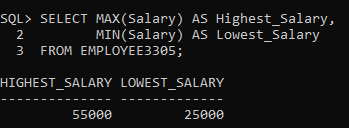 SQL> SELECT MAX(Salary) AS Highest_Salary,
  2         MIN(Salary) AS Lowest_Salary
  3  FROM EMPLOYEE3305;
HIGHEST_SALARY LOWEST_SALARY
-------------- -------------
         55000         25000